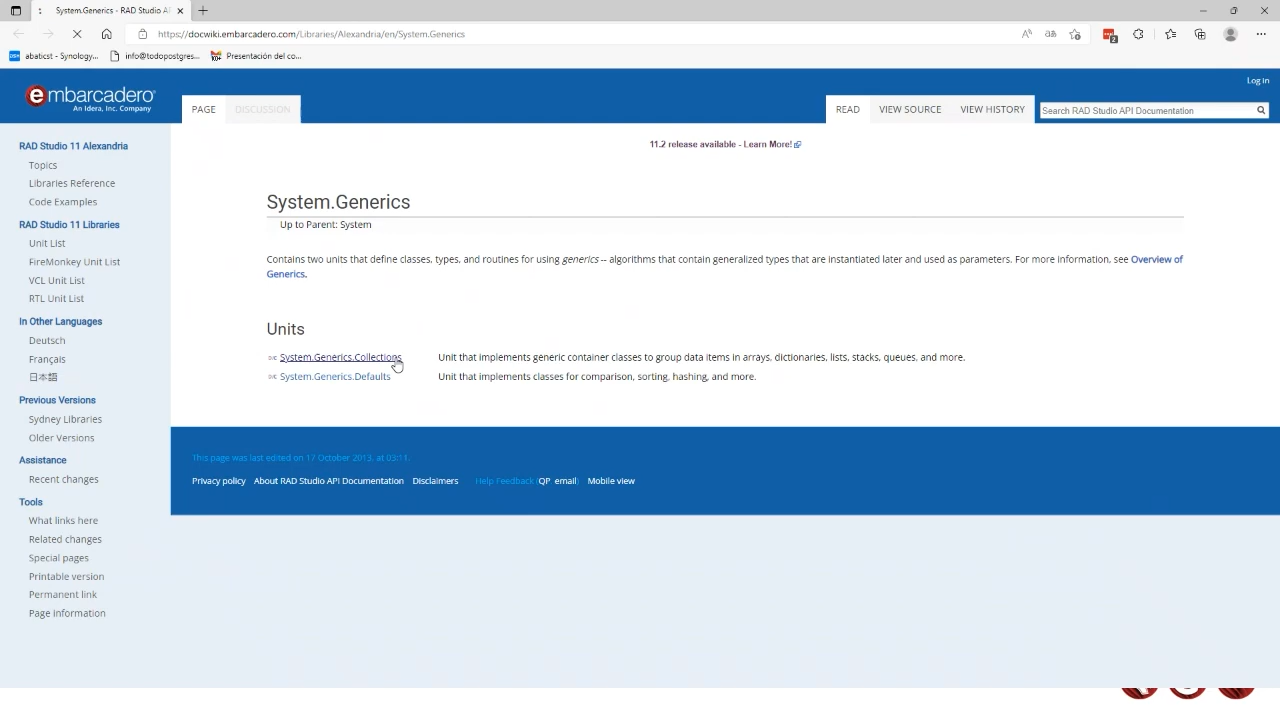 System.Generics - RAD Studio AP
https://docwiki.embarcadero.com/Libraries/Alexandria/en/System.Generics
abaticst - Synology...
info@todopostgres...
Presentación del co...
embarcadero
An Idera, Inc. Company
Log in
PAGE
DISCUSSION
READ
VIEW SOURCE
VIEW HISTORY
Search RAD Studio API Documentation
RAD Studio 11 Alexandria
Topics
Libraries Reference
Code Examples
RAD Studio 11 Libraries
Unit List
FireMonkey Unit List
VCL Unit List
RTL Unit List
In Other Languages
Deutsch
Français
日本語
Previous Versions
Sydney Libraries
Older Versions
Assistance
Recent changes
Tools
What links here
Related changes
Special pages
Printable version
Permanent link
Page information
11.2 release available - Learn More!
System.Generics
Up to Parent: System
Contains two units that define classes, types, and routines for using generics -- algorithms that contain generalized types that are instantiated later and used as parameters. For more information, see Overview of
Generics.
Units
System.Generics.Collections Unit that implements generic container classes to group data items in arrays, dictionaries, lists, stacks, queues, and more.
System.Generics.Defaults Unit that implements classes for comparison, sorting, hashing, and more.
This page was last edited on 17 October 2013, at 03:11.
Privacy policy About RAD Studio API Documentation Disclaimers Help Feedback (QP, email) Mobile view